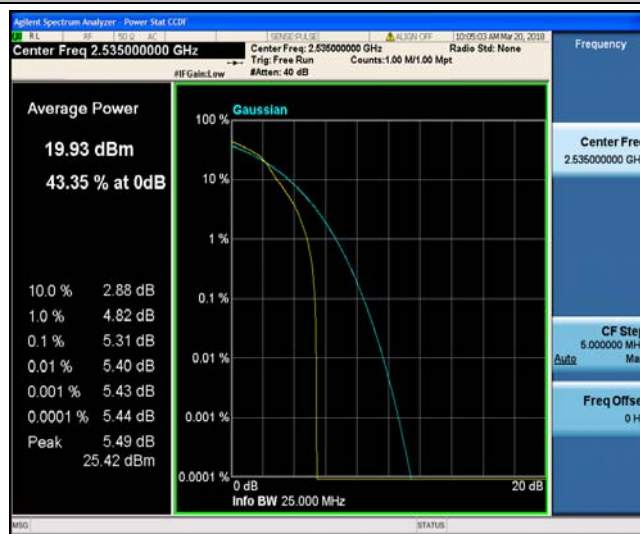 Agilent Spectrum Analyzer - Power Stat CCDF
RL RF 50 Ω AC SENSE:PULSE ALIGN OFF 10:05:03 AM Mar 20, 2018
Center Freq 2.535000000 GHz
Center Freq: 2.535000000 GHz Radio Std: None
Trig: Free Run Counts:1.00 M/1.00 Mpt
#IFGain:Low #Atten: 40 dB
Frequency
Average Power
19.93 dBm
43.35 % at 0dB
10.0 % 2.88 dB
1.0 % 4.82 dB
0.1 % 5.31 dB
0.01 % 5.40 dB
0.001 % 5.43 dB
0.0001 % 5.44 dB
Peak 5.49 dB
25.42 dBm
Gaussian
100 %
10 %
1 %
0.1 %
0.01 %
0.001 %
0.0001 %
0 dB 20 dB
Info BW 25.000 MHz
Center Fre
2.535000000 GH
CF Ste
5.000000 MH
Auto Ma
Freq Offse
0 H
MSG STATUS